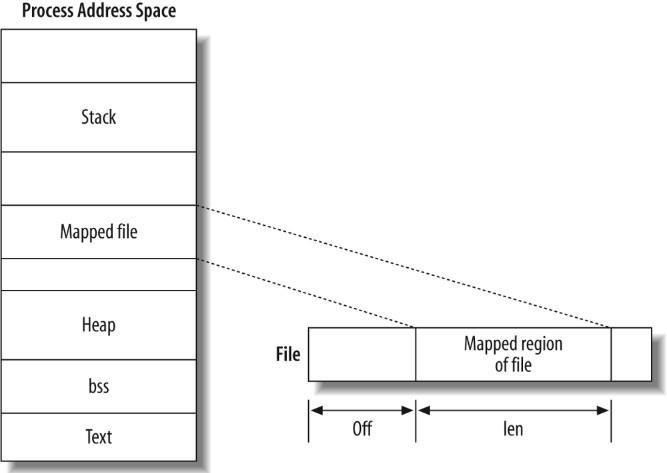 Process Address Space
Stack
Mapped file
Heap
bss
Text
File
Mapped region
of file
Off
len